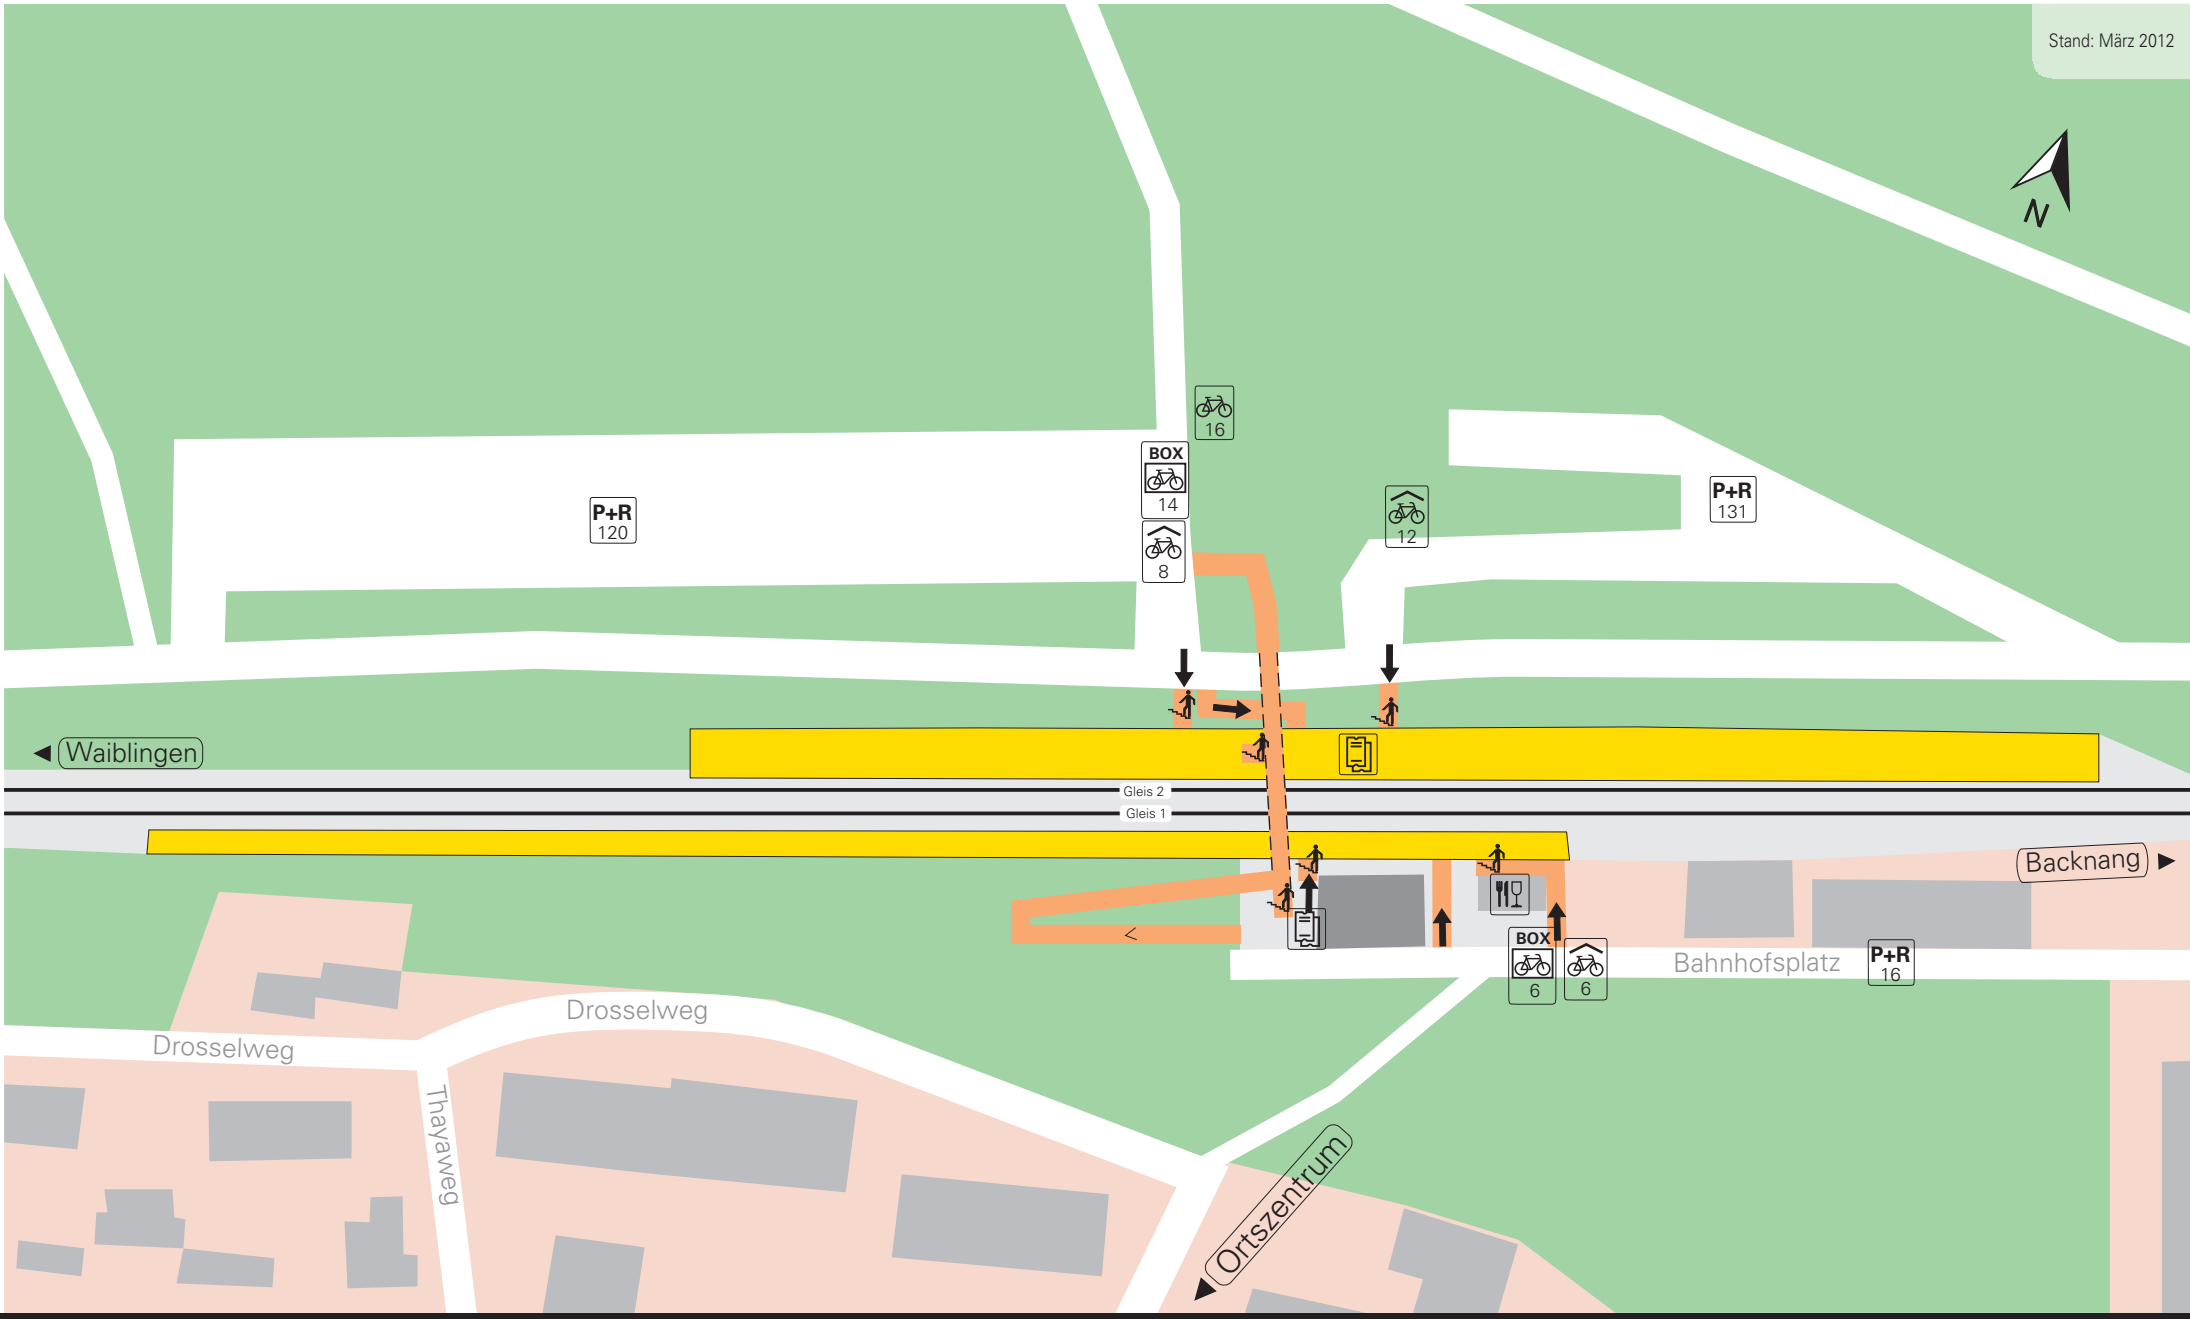 Stand: März 2012
N
16
BOX
14
8
12
P+R
120
P+R
131
Waiblingen
Gleis 2
Gleis 1
Backnang
<
BOX
6
6
Bahnhofsplatz
P+R
16
Drosselweg
Drosselweg
Thayaweg
Ortszentrum